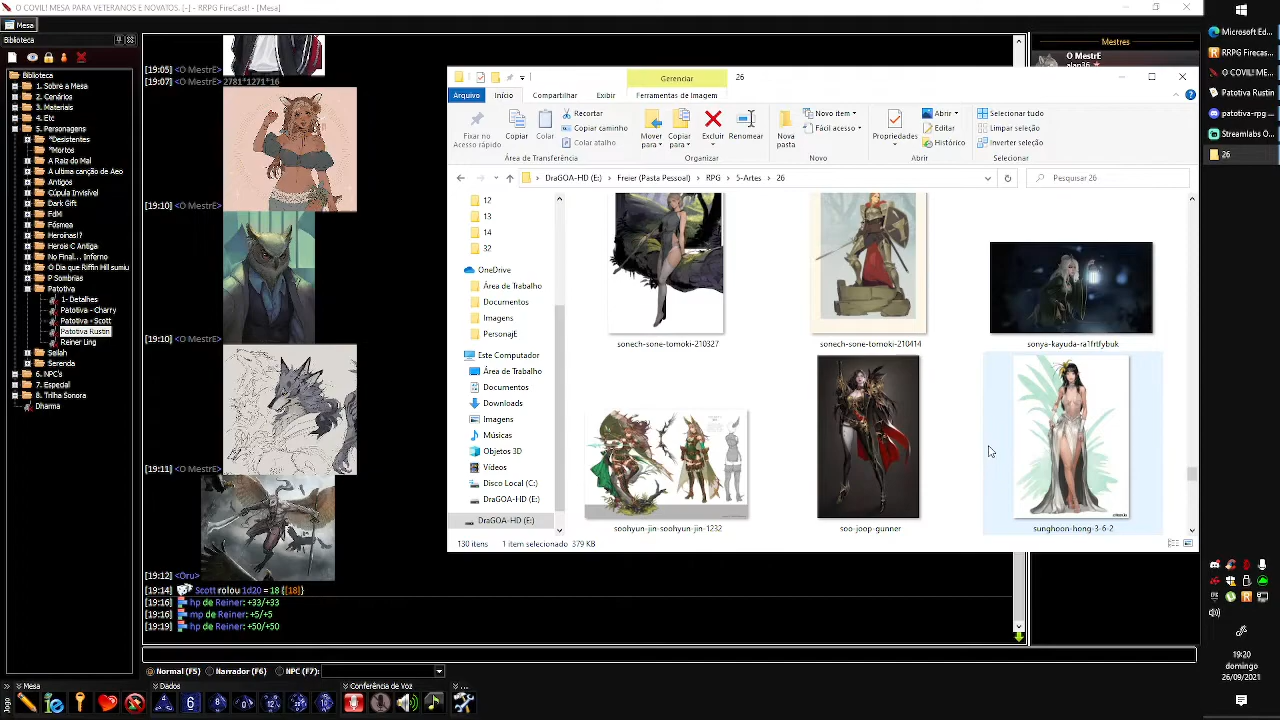 O COVIL! MESA PARA VETERANOS E NOVATOS. [-] - RRPG FireCast! - [Mesa]
Mesa
Biblioteca
Biblioteca
1. Sobre a Mesa
2. Cenários
3. Materiais
4. Etc
5. Personagens
*Desistentes
*Mortos
A Raiz do Mal
A ultima canção de Aeo
Antigos
Cripta Invisível
Dark Gift
FdM
Fósmea
Heroinas!?
Herois C Antiga
No Final... Inferno
O Dia que Riffin Hill sumiu
P Sombrias
Patotiva
1- Detalhes
Patotiva - Charry
Patotiva - Scott
Patotiva Rustin
Reiner Ling
Selah
Serenda
6. NPC's
7. Especial
8. Trilha Sonora
Dharma
[19:05] <O MestrE>
[19:07] <O MestrE> 2781*1271*16
[19:10] <O MestrE>
[19:10] <O MestrE>
[19:11] <O MestrE>
[19:12] <Oru>
[19:14] Scott rolou 1d20 = 18 {[18]}
[19:16] hp de Reiner: +33/+33
[19:16] mp de Reiner: +5/+5
[19:19] hp de Reiner: +50/+50
Normal (F5) Narrador (F6) NPC (F7):
Mesa Dados Conferência de Voz ...
Gerenciar 26
Arquivo Início Compartilhar Exibir Ferramentas de Imagem
Fixar no Acesso rápido
Copiar
Colar
Recortar
Copiar caminho
Colar atalho
Mover para
Copiar para
Excluir
Renomear
Nova pasta
Novo item
Fácil acesso
Propriedades
Abrir
Editar
Histórico
Selecionar tudo
Limpar seleção
Inverter seleção
Área de Transferência Organizar Novo Abrir Selecionar
DraGOA-HD (E:) > Freier (Pasta Pessoal) > RPG > 5-Artes > 26
Pesquisar 26
12
13
14
32
OneDrive
Área de Trabalho
Documentos
Imagens
PersonajE
Este Computador
Área de Trabalho
Documentos
Downloads
Imagens
Músicas
Objetos 3D
Vídeos
Disco Local (C:)
DraGOA-HD (E:)
DraGOA-HD (E:)
sonech-sone-tomoki-210327
sonech-sone-tomoki-210414
sonya-kayuda-ra1frtfybuk
soohyun-jin-soohyun-jin-1232
soo-joop-gunner
sunghoon-hong-3-6-2
130 itens 1 item selecionado 379 KB
Mestres
O MestrE
Microsoft Ed...
RRPG Firecas...
O COVIL! M...
Patotiva Rustin
patotiva-rpg ...
Streamlabs O...
26
19:20
domingo
26/09/2021